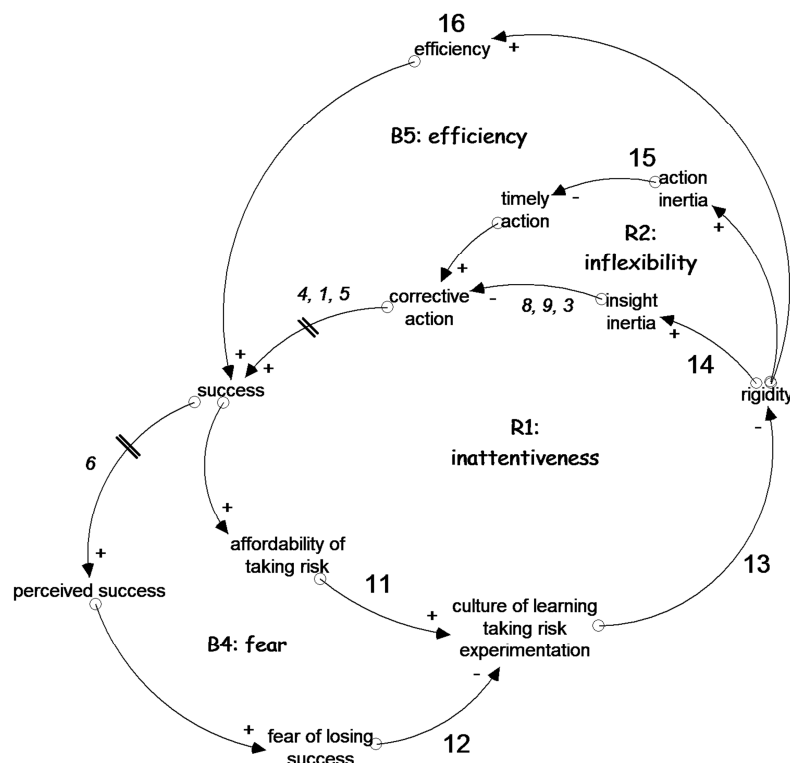 16
efficiency
+
B5: efficiency
15
action
inertia
-
timely
action
+
R2:
inflexibility
+
4, 1, 5
corrective
action
-
8, 9, 3
insight
inertia
+
14
+
+
success
rigidity
-
R1:
inattentiveness
6
+
+
affordability of
taking risk
11
13
perceived success
+
culture of learning
taking risk
experimentation
B4: fear
-
+
fear of losing
success
12